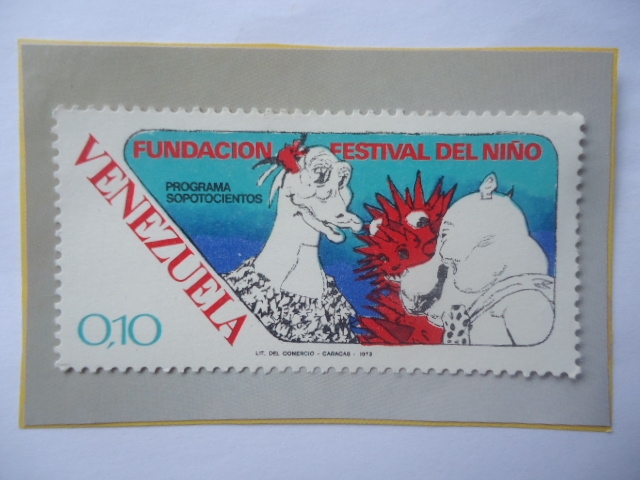 FUNDACION FESTIVAL DEL NIÑO
PROGRAMA
SOPOTOCIENTOS
VENEZUELA
0,10
LIT. DEL COMERCIO - CARACAS - 1973